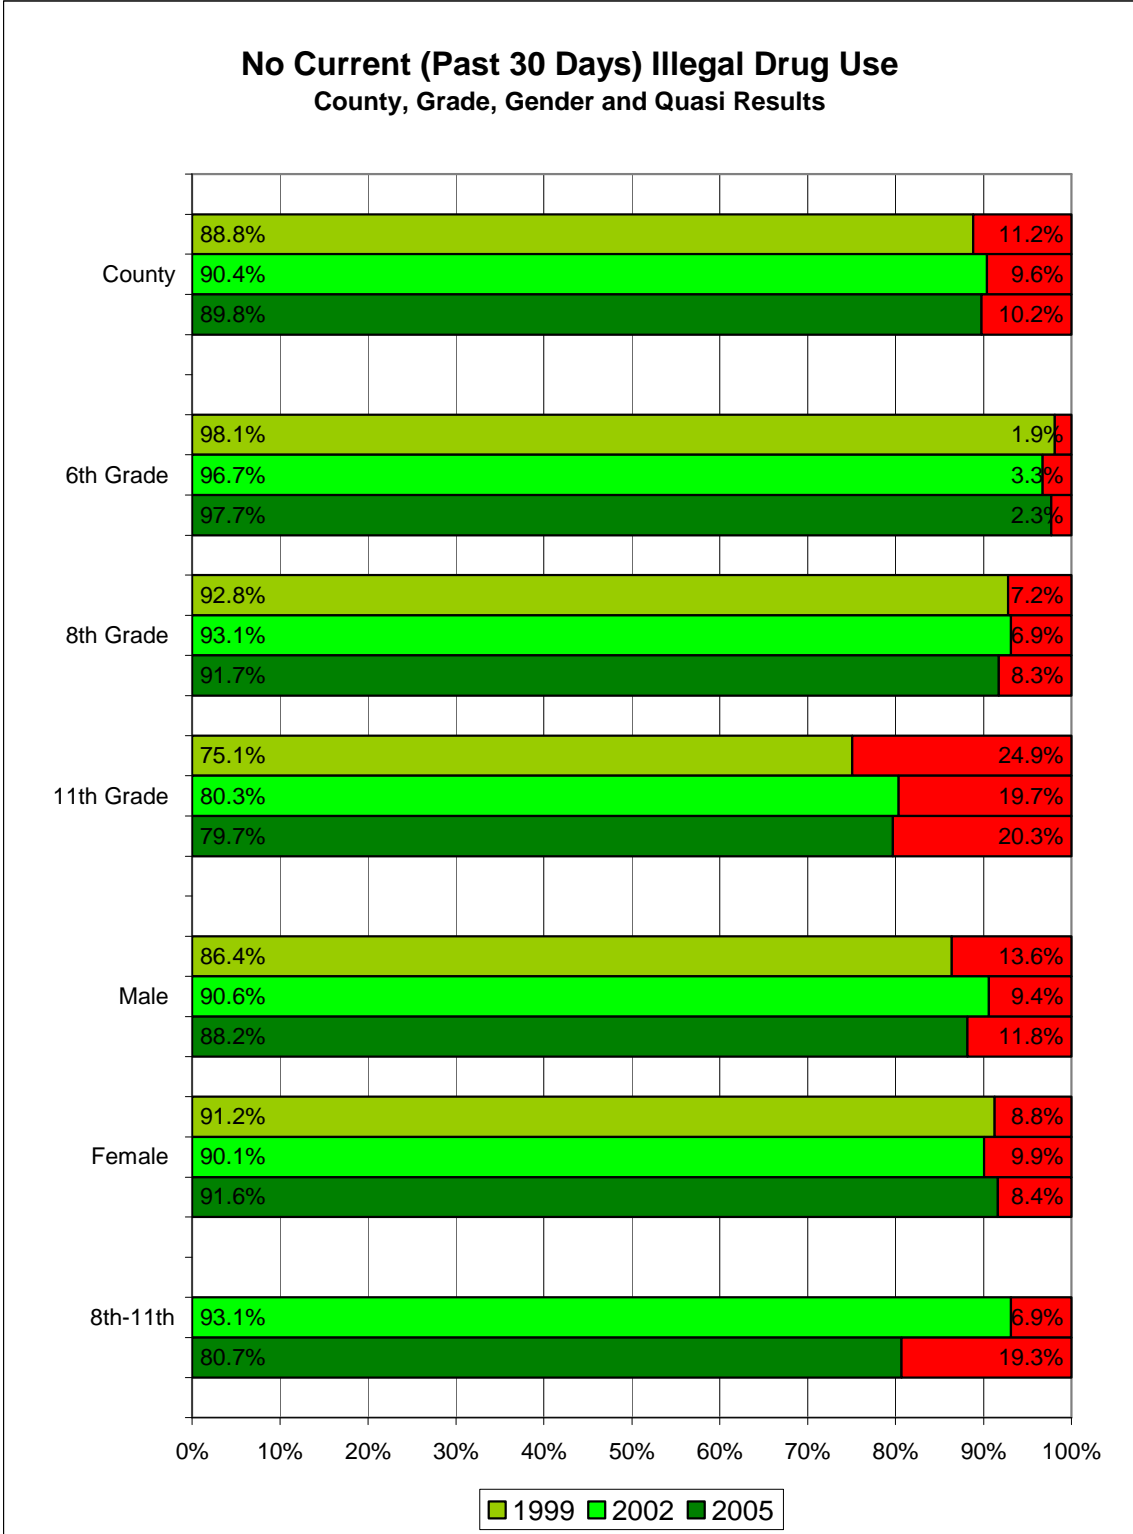 No Current (Past 30 Days) Illegal Drug Use
County, Grade, Gender and Quasi Results
88.8% 11.2%
County 90.4% 9.6%
89.8% 10.2%
98.1% 1.9%
6th Grade 96.7% 3.3%
97.7% 2.3%
92.8% 7.2%
8th Grade 93.1% 6.9%
91.7% 8.3%
75.1% 24.9%
11th Grade 80.3% 19.7%
79.7% 20.3%
86.4% 13.6%
Male 90.6% 9.4%
88.2% 11.8%
91.2% 8.8%
Female 90.1% 9.9%
91.6% 8.4%
8th-11th 93.1% 6.9%
80.7% 19.3%
0% 10% 20% 30% 40% 50% 60% 70% 80% 90% 100%
1999 2002 2005